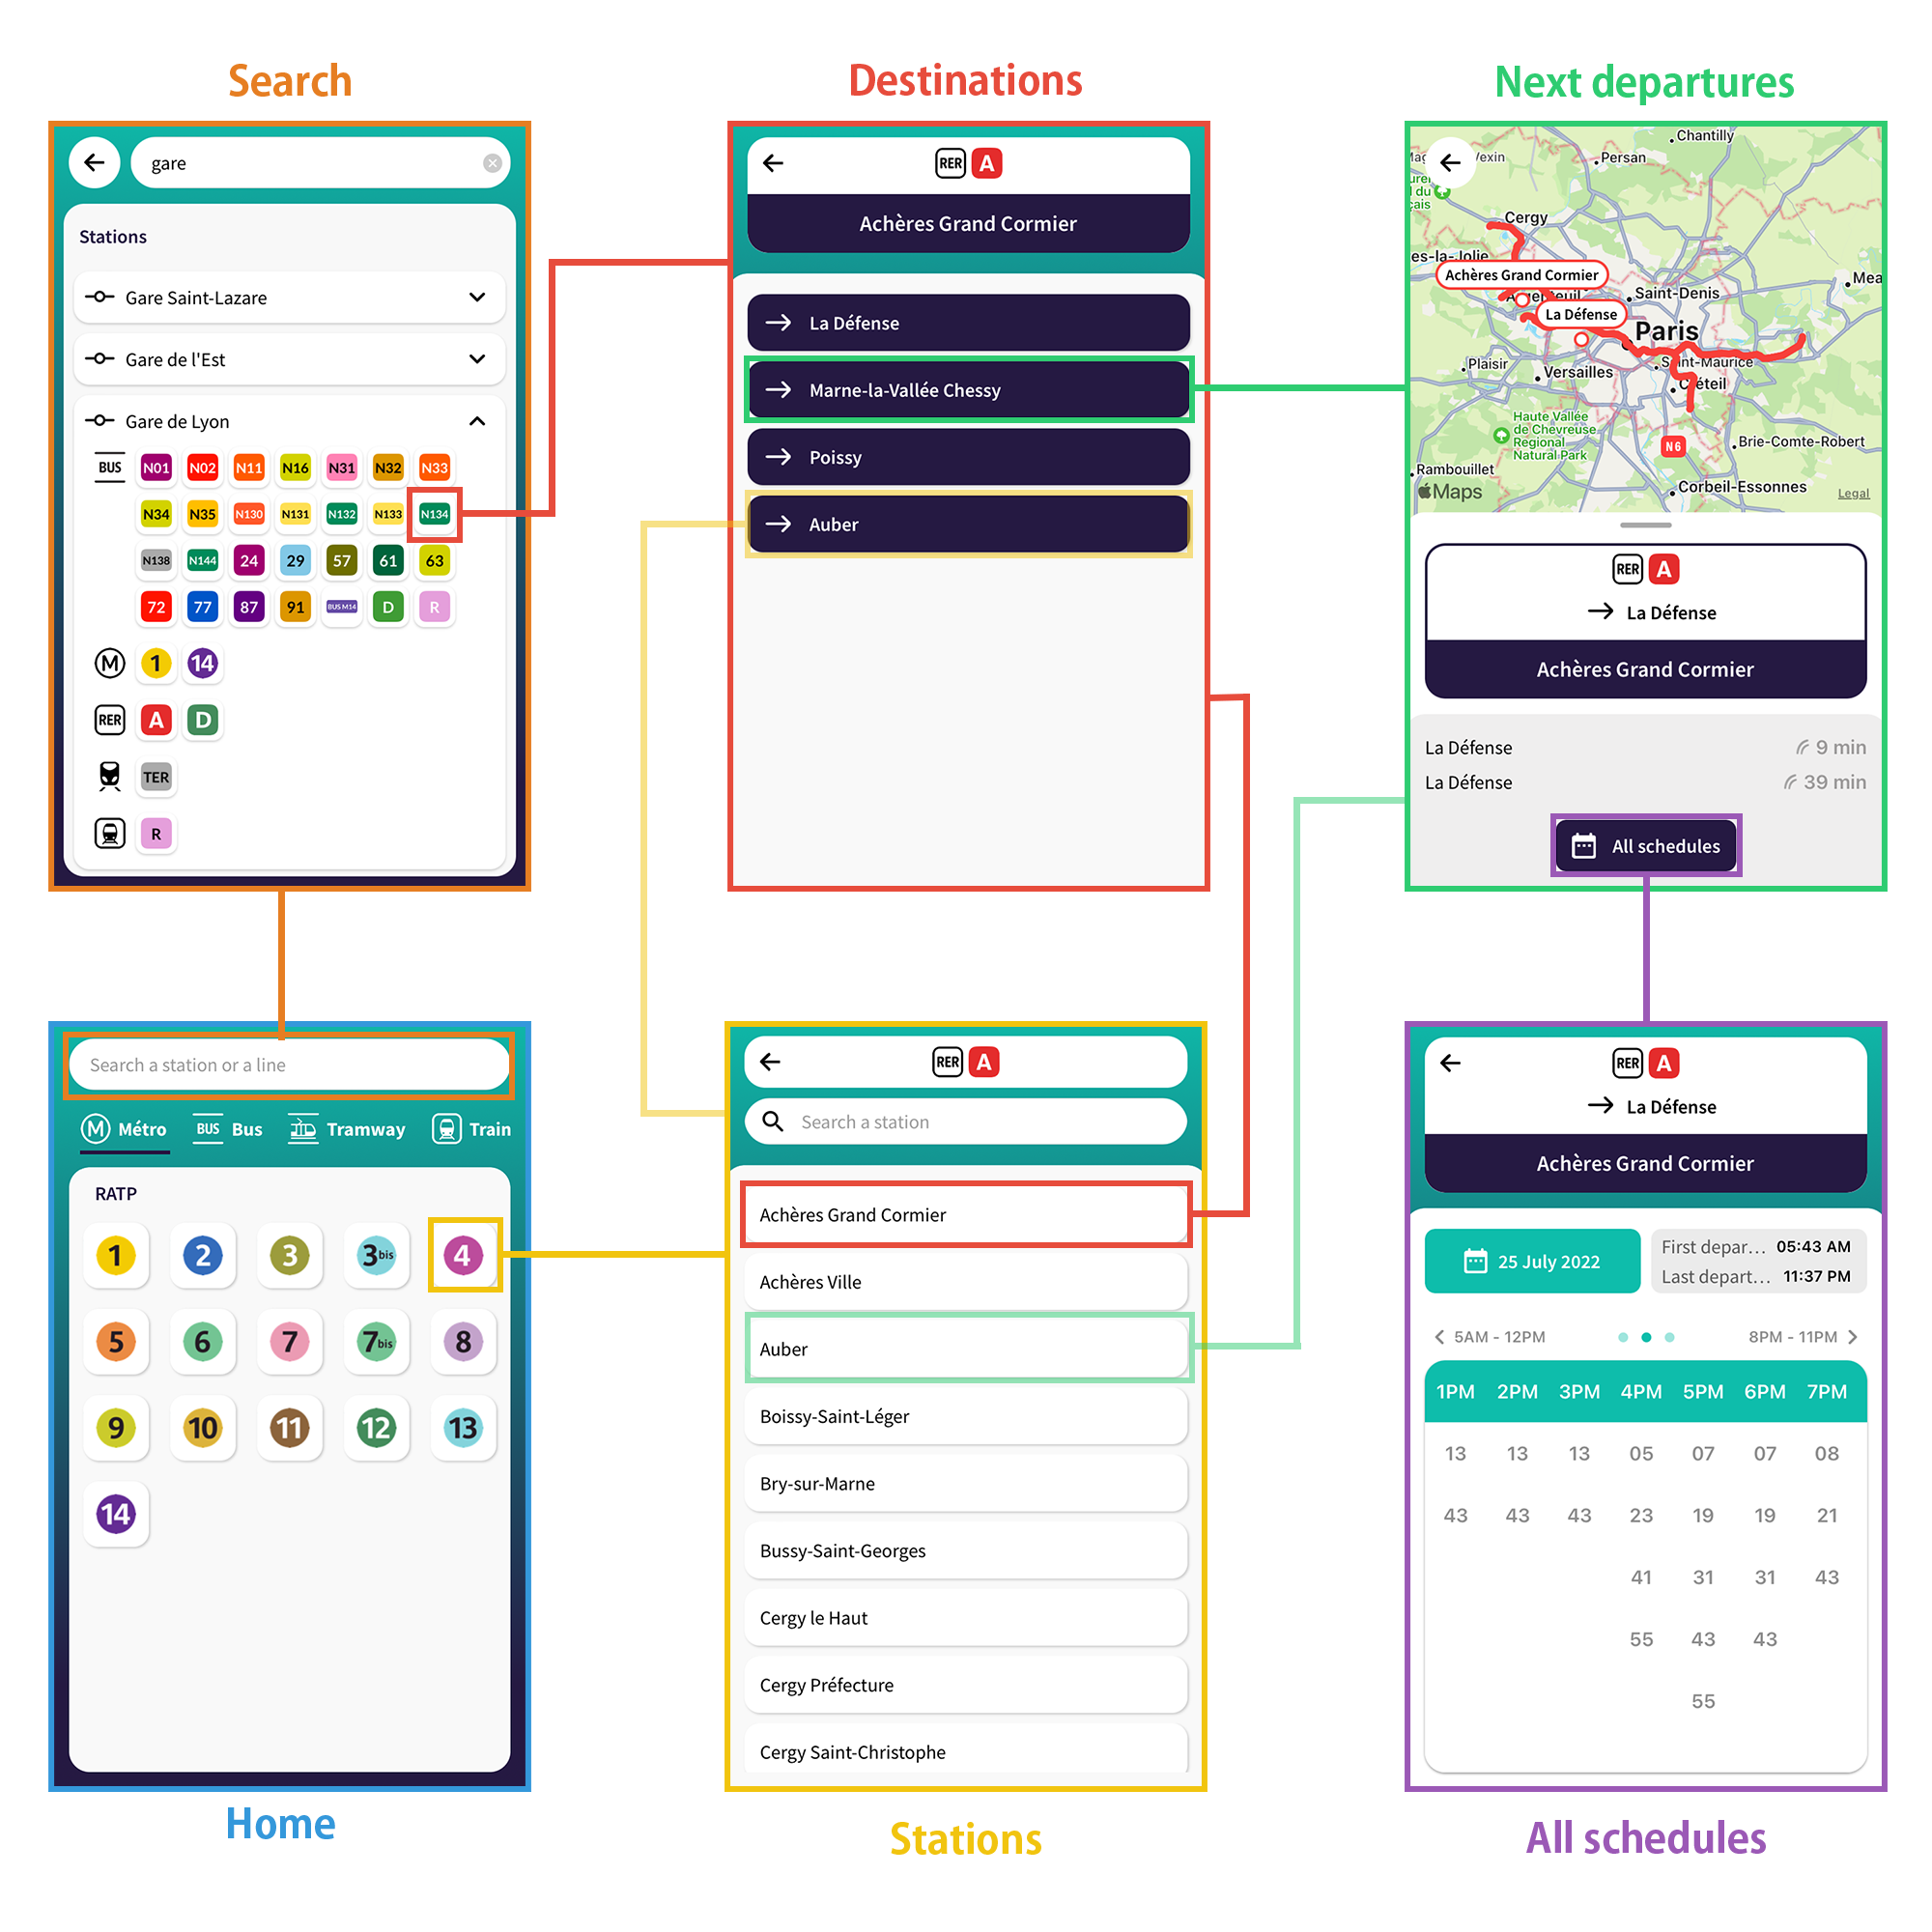 Search
gare
Stations
Gare Saint-Lazare
Gare de l'Est
Gare de Lyon
BUS N01 N02 N11 N16 N31 N32 N33
N34 N35 N130 N131 N132 N133 N134
N138 N144 24 29 57 61 63
72 77 87 91 BUS M14 D R
M 1 14
RER A D
TER
R
Destinations
RER A
Achères Grand Cormier
La Défense
Marne-la-Vallée Chessy
Poissy
Auber
Next departures
Chantilly
Vexin
Persan
Cergy
es-la-Jolie
Achères Grand Cormier
Saint-Denis
Mea
La Défense
Paris
Saint-Maurice
Plaisir
Versailles
Créteil
Haute Vallée
de Chevreuse
Regional
Natural Park
N6
Brie-Comte-Robert
Rambouillet
Corbeil-Essonnes
Maps
Legal
RER A
La Défense
Achères Grand Cormier
La Défense 9 min
La Défense 39 min
All schedules
Search a station or a line
M Métro BUS Bus Tramway Train
RATP
1 2 3 3bis 4
5 6 7 7bis 8
9 10 11 12 13
14
Home
RER A
Search a station
Achères Grand Cormier
Achères Ville
Auber
Boissy-Saint-Léger
Bry-sur-Marne
Bussy-Saint-Georges
Cergy le Haut
Cergy Préfecture
Cergy Saint-Christophe
Stations
RER A
La Défense
Achères Grand Cormier
25 July 2022
First depar... 05:43 AM
Last depart... 11:37 PM
5AM - 12PM 8PM - 11PM
1PM 2PM 3PM 4PM 5PM 6PM 7PM
13 13 13 05 07 07 08
43 43 43 23 19 19 21
41 31 31 43
55 43 43
55
All schedules